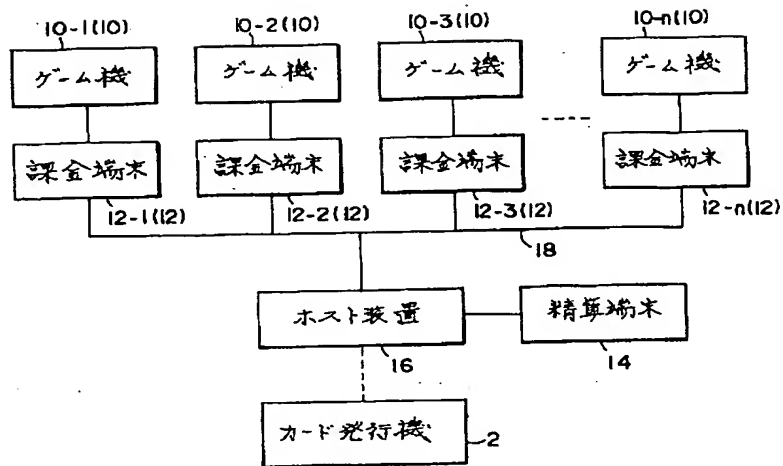 10-1(10) 10-2(10) 10-3(10) 10-n(10)
ゲーム機 ゲーム機 ゲーム機 ゲーム機
課金端末 課金端末 課金端末 課金端末
12-1(12) 12-2(12) 12-3(12) 12-n(12)
18
ホスト装置 精算端末
16 14
カード発行機 2